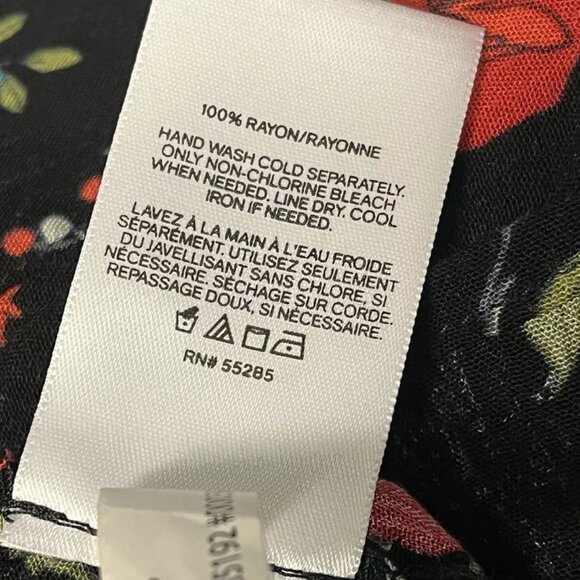 100% RAYON/RAYONNE
HAND WASH COLD SEPARATELY.
ONLY NON-CHLORINE BLEACH
WHEN NEEDED. LINE DRY. COOL
IRON IF NEEDED.
LAVEZ À LA MAIN À L'EAU FROIDE
SÉPARÉMENT. UTILISEZ SEULEMENT
DU JAVELLISANT SANS CHLORE, SI
NÉCESSAIRE. SÉCHAGE SUR CORDE.
REPASSAGE DOUX, SI NÉCESSAIRE.
RN# 55285